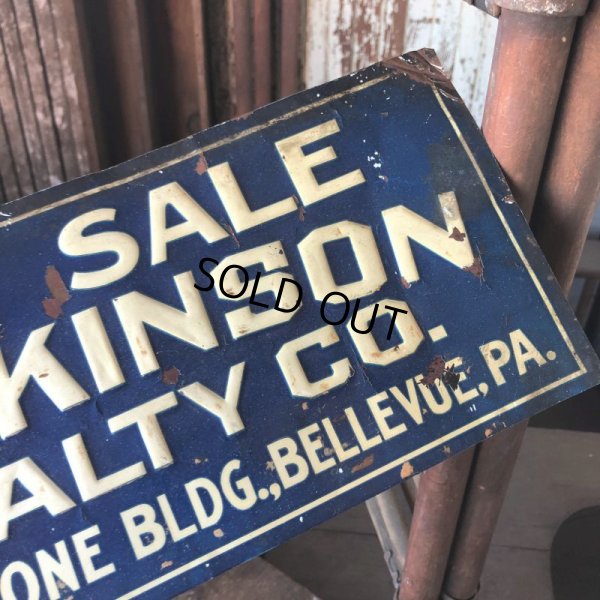 SALE
KINSON
ALTY CO.
ONE BLDG., BELLEVUE, PA.
SOLD OUT